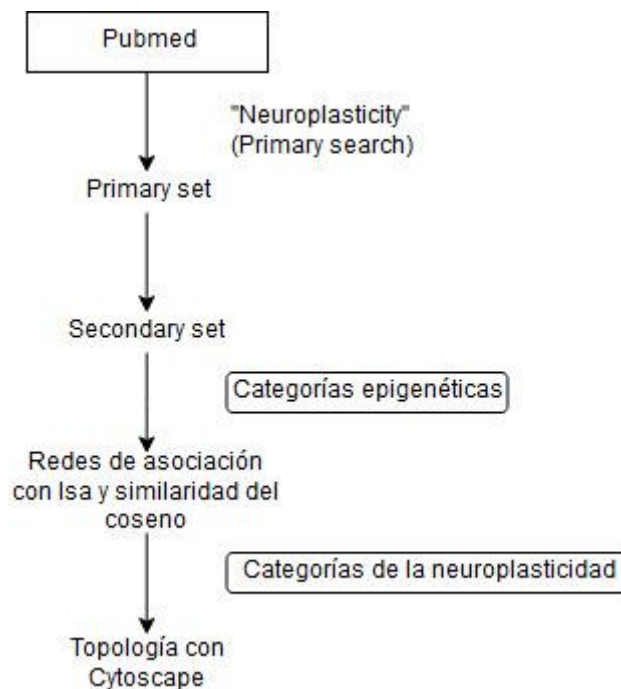 Pubmed
"Neuroplasticity"
(Primary search)
Primary set
Secondary set
Categorías epigenéticas
Redes de asociación
con lsa y similaridad del
coseno
Categorías de la neuroplasticidad
Topología con
Cytoscape